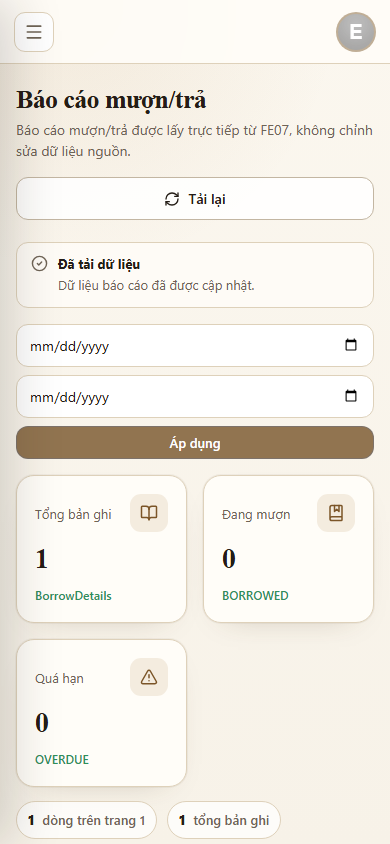 E
Báo cáo mượn/trả
Báo cáo mượn/trả được lấy trực tiếp từ FE07, không chỉnh
sửa dữ liệu nguồn.
Tải lại
Đã tải dữ liệu
Dữ liệu báo cáo đã được cập nhật.
mm/dd/yyyy
mm/dd/yyyy
Áp dụng
Tổng bản ghi
1
BorrowDetails
Đang mượn
0
BORROWED
Quá hạn
0
OVERDUE
1 dòng trên trang 1
1 tổng bản ghi